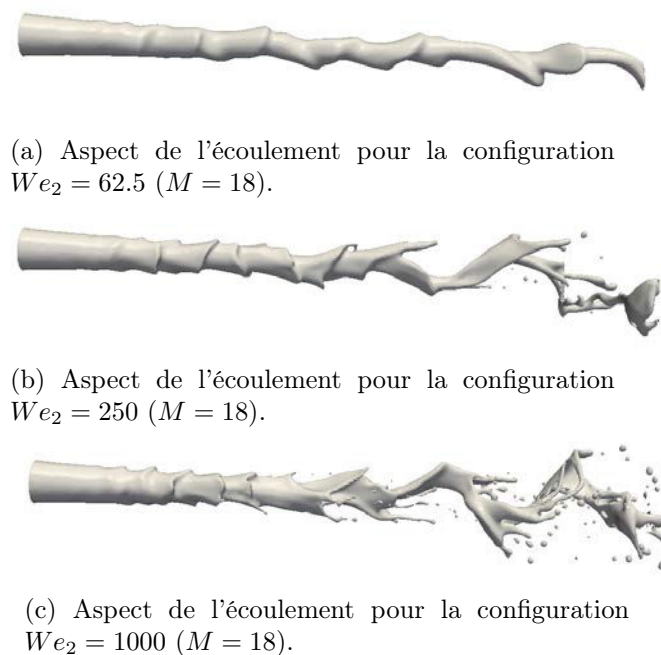 (a) Aspect de l'écoulement pour la configuration
We₂ = 62.5 (M = 18).
(b) Aspect de l'écoulement pour la configuration
We₂ = 250 (M = 18).
(c) Aspect de l'écoulement pour la configuration
We₂ = 1000 (M = 18).